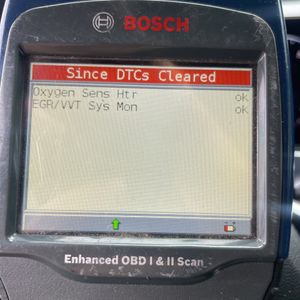 BOSCH
Since DTCs Cleared
Oxygen Sens Htr ok
EGR/VVT Sys Mon ok
Enhanced OBD I & II Scan